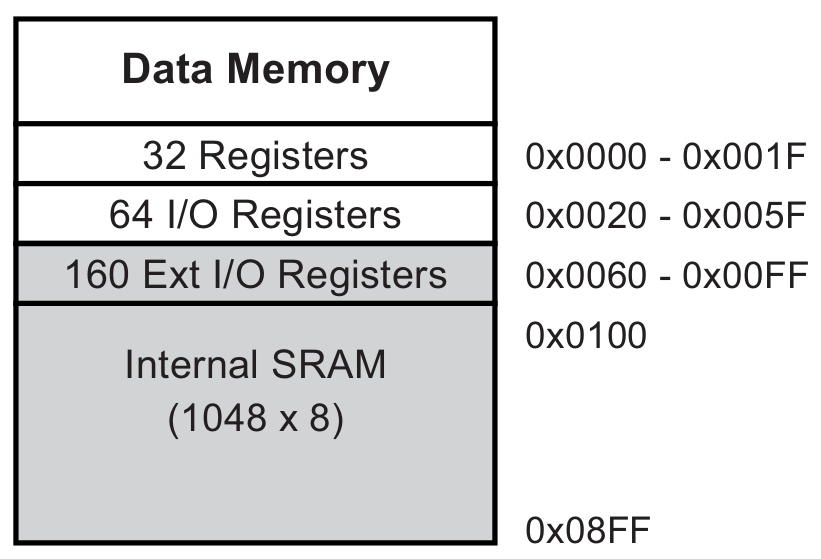 Data Memory
32 Registers 0x0000 - 0x001F
64 I/O Registers 0x0020 - 0x005F
160 Ext I/O Registers 0x0060 - 0x00FF
0x0100
Internal SRAM
(1048 x 8)
0x08FF